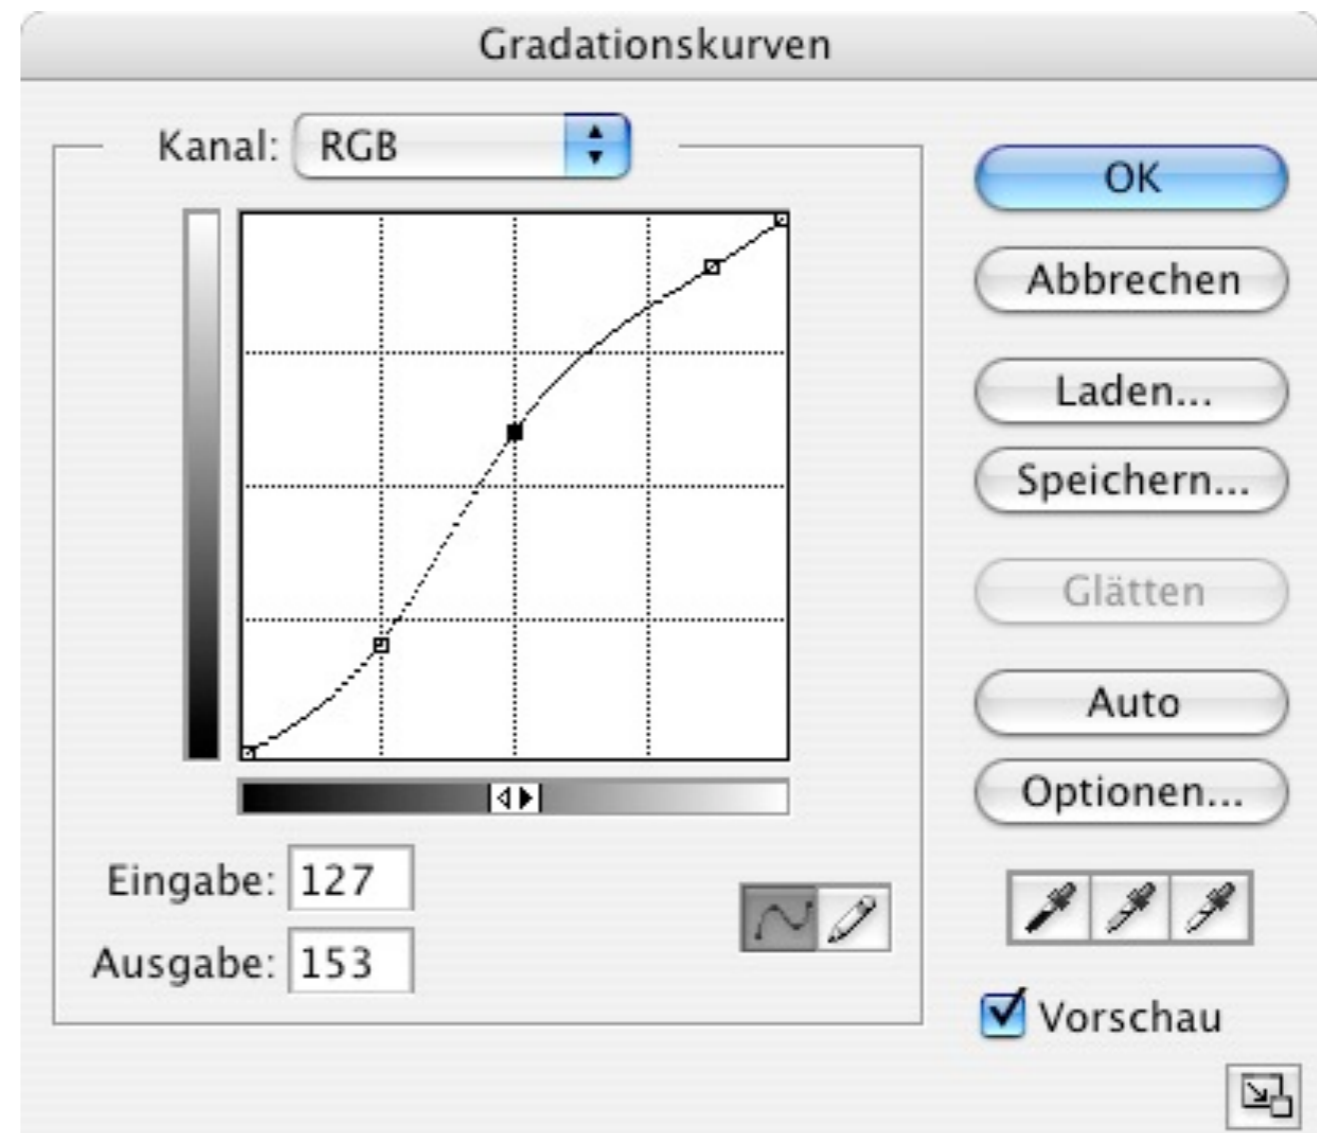 Gradationskurven
Kanal: RGB
OK
Abbrechen
Laden...
Speichern...
Glätten
Auto
Optionen...
Eingabe: 127
Ausgabe: 153
Vorschau